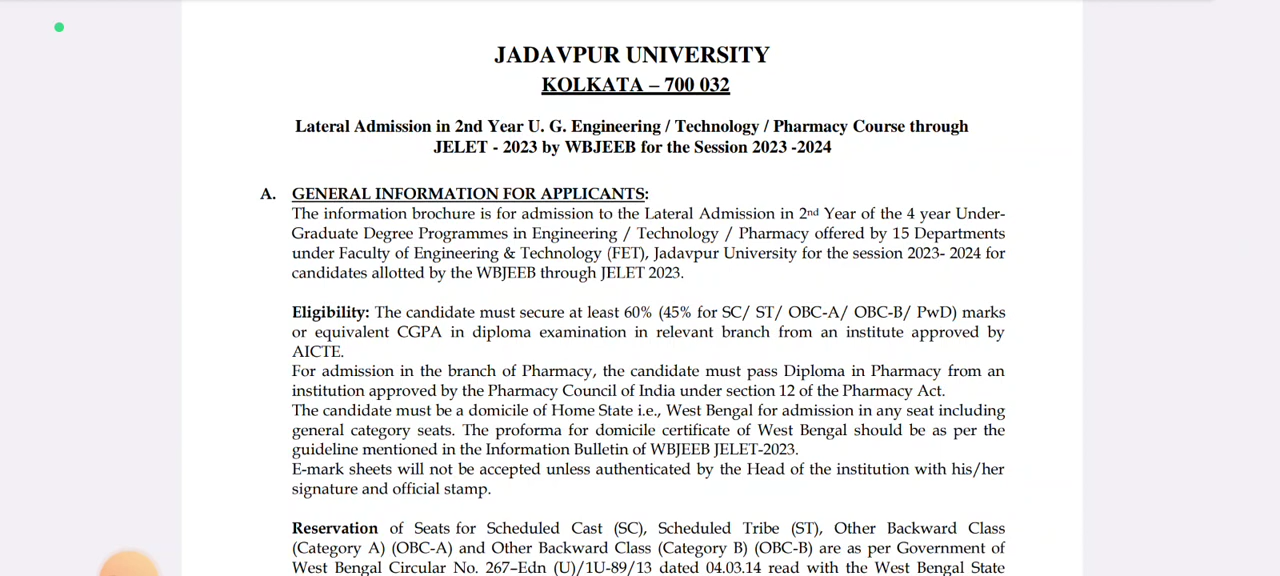 JADAVPUR UNIVERSITY
KOLKATA – 700 032
Lateral Admission in 2nd Year U. G. Engineering / Technology / Pharmacy Course through
JELET - 2023 by WBJEEB for the Session 2023 -2024
A. GENERAL INFORMATION FOR APPLICANTS:
The information brochure is for admission to the Lateral Admission in 2nd Year of the 4 year Under-
Graduate Degree Programmes in Engineering / Technology / Pharmacy offered by 15 Departments
under Faculty of Engineering & Technology (FET), Jadavpur University for the session 2023- 2024 for
candidates allotted by the WBJEEB through JELET 2023.
Eligibility: The candidate must secure at least 60% (45% for SC/ ST/ OBC-A/ OBC-B/ PwD) marks
or equivalent CGPA in diploma examination in relevant branch from an institute approved by
AICTE.
For admission in the branch of Pharmacy, the candidate must pass Diploma in Pharmacy from an
institution approved by the Pharmacy Council of India under section 12 of the Pharmacy Act.
The candidate must be a domicile of Home State i.e., West Bengal for admission in any seat including
general category seats. The proforma for domicile certificate of West Bengal should be as per the
guideline mentioned in the Information Bulletin of WBJEEB JELET-2023.
E-mark sheets will not be accepted unless authenticated by the Head of the institution with his/her
signature and official stamp.
Reservation of Seats for Scheduled Cast (SC), Scheduled Tribe (ST), Other Backward Class
(Category A) (OBC-A) and Other Backward Class (Category B) (OBC-B) are as per Government of
West Bengal Circular No. 267–Edn (U)/1U-89/13 dated 04.03.14 read with the West Bengal State